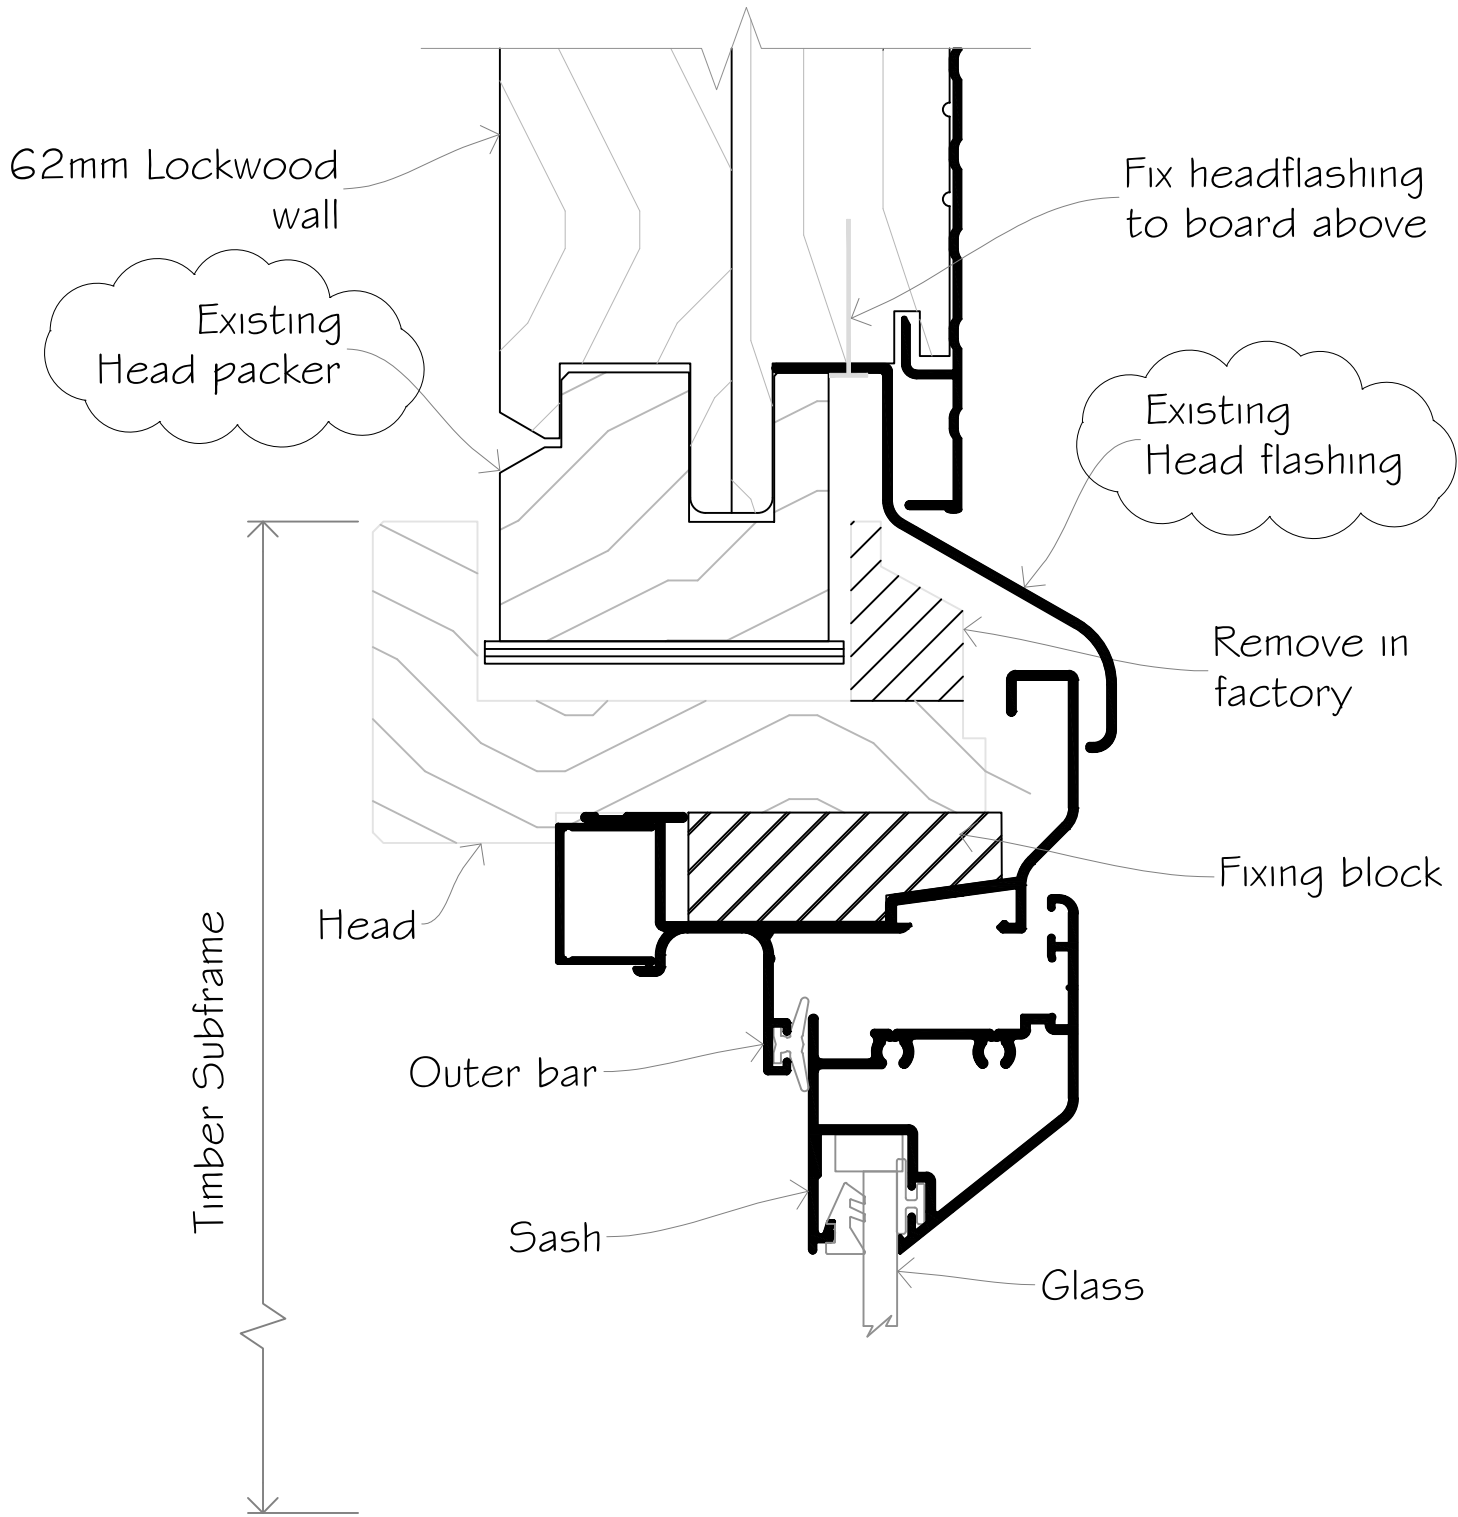 62mm Lockwood
wall
Fix headflashing
to board above
Existing
Head packer
Existing
Head flashing
Remove in
factory
Fixing block
Head
Timber Subframe
Outer bar
Sash
Glass